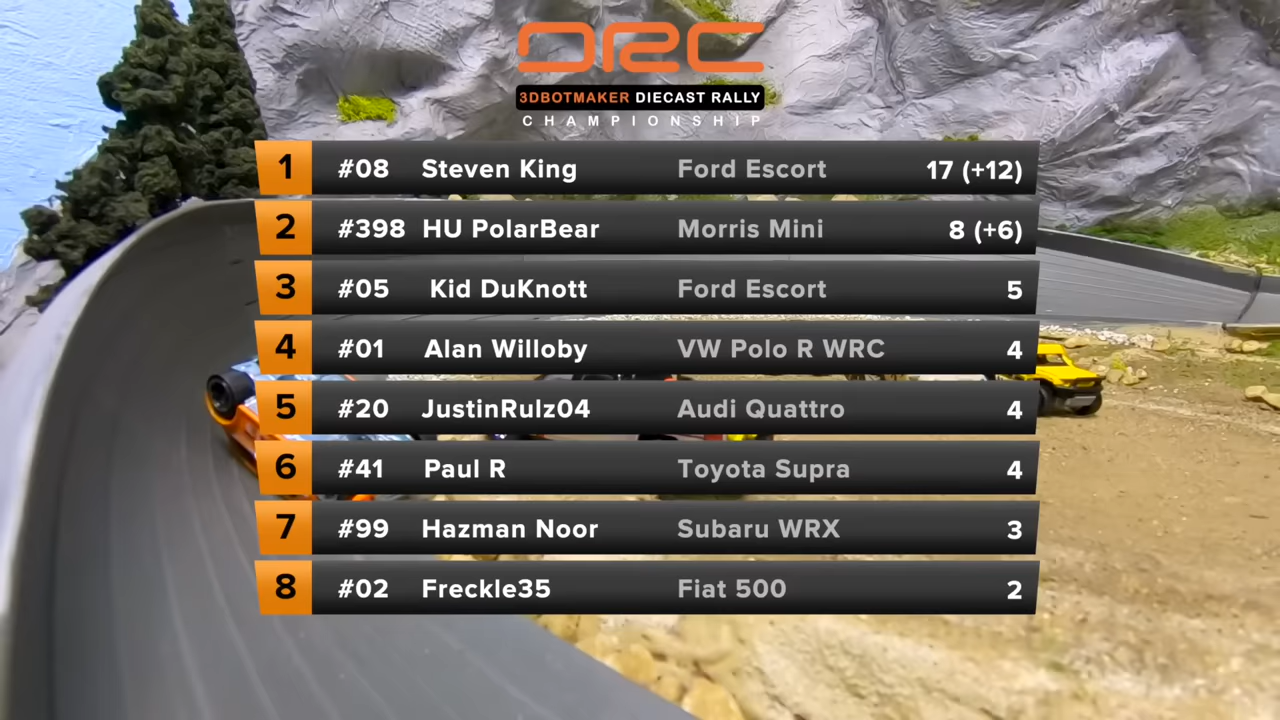 DRC
3DBOTMAKER DIECAST RALLY
CHAMPIONSHIP
1 #08 Steven King Ford Escort 17 (+12)
2 #398 HU PolarBear Morris Mini 8 (+6)
3 #05 Kid DuKnott Ford Escort 5
4 #01 Alan Willoby VW Polo R WRC 4
5 #20 JustinRulz04 Audi Quattro 4
6 #41 Paul R Toyota Supra 4
7 #99 Hazman Noor Subaru WRX 3
8 #02 Freckle35 Fiat 500 2